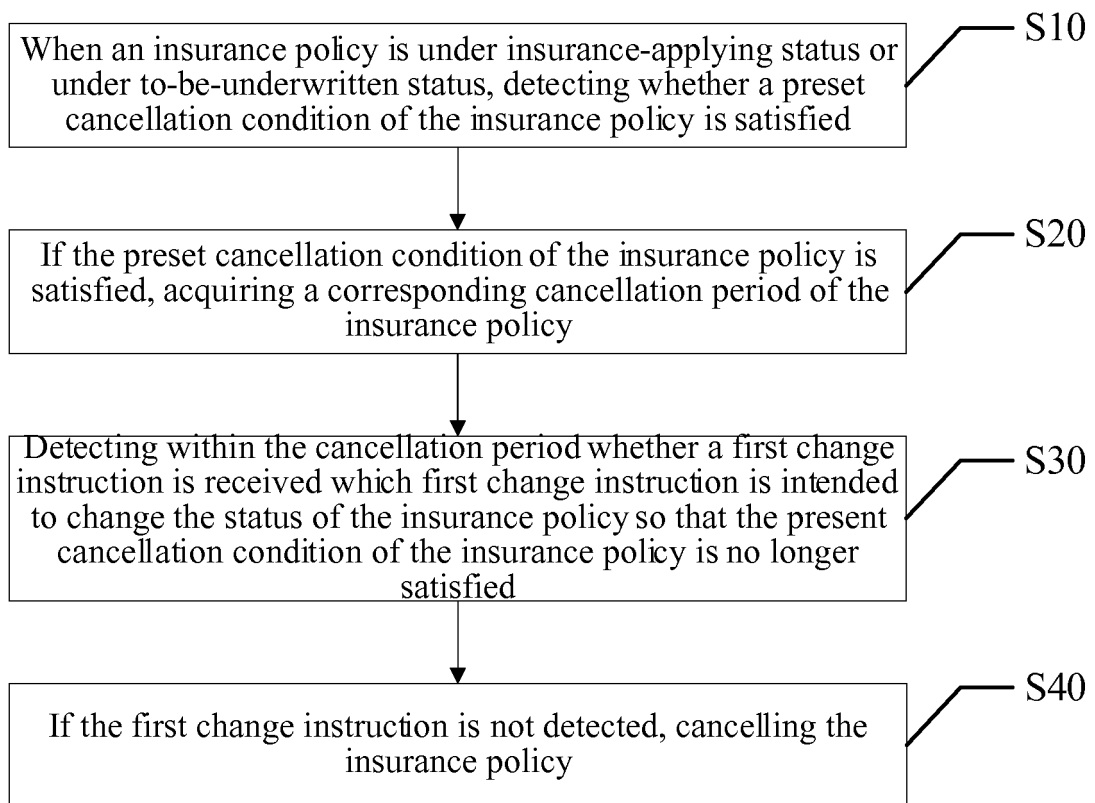 S10
When an insurance policy is under insurance-applying status or
under to-be-underwritten status, detecting whether a preset
cancellation condition of the insurance policy is satisfied
S20
If the preset cancellation condition of the insurance policy is
satisfied, acquiring a corresponding cancellation period of the
insurance policy
S30
Detecting within the cancellation period whether a first change
instruction is received which first change instruction is intended
to change the status of the insurance policy so that the present
cancellation condition of the insurance policy is no longer
satisfied
S40
If the first change instruction is not detected, cancelling the
insurance policy